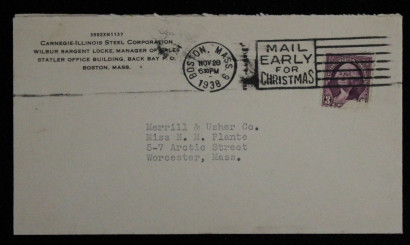 CARNEGIE-ILLINOIS STEEL CORPORATION
WILBUR SARGENT LOCKE, MANAGER OF SALES
STATLER OFFICE BUILDING, BACK BAY P.O.
BOSTON, MASS.
BOSTON, MASS.
NOV 28
5:30 PM
1938
MAIL
EARLY
FOR
CHRISTMAS
3
Merrill & Usher Co.
Miss N. M. Plante
5-7 Arctic Street
Worcester, Mass.